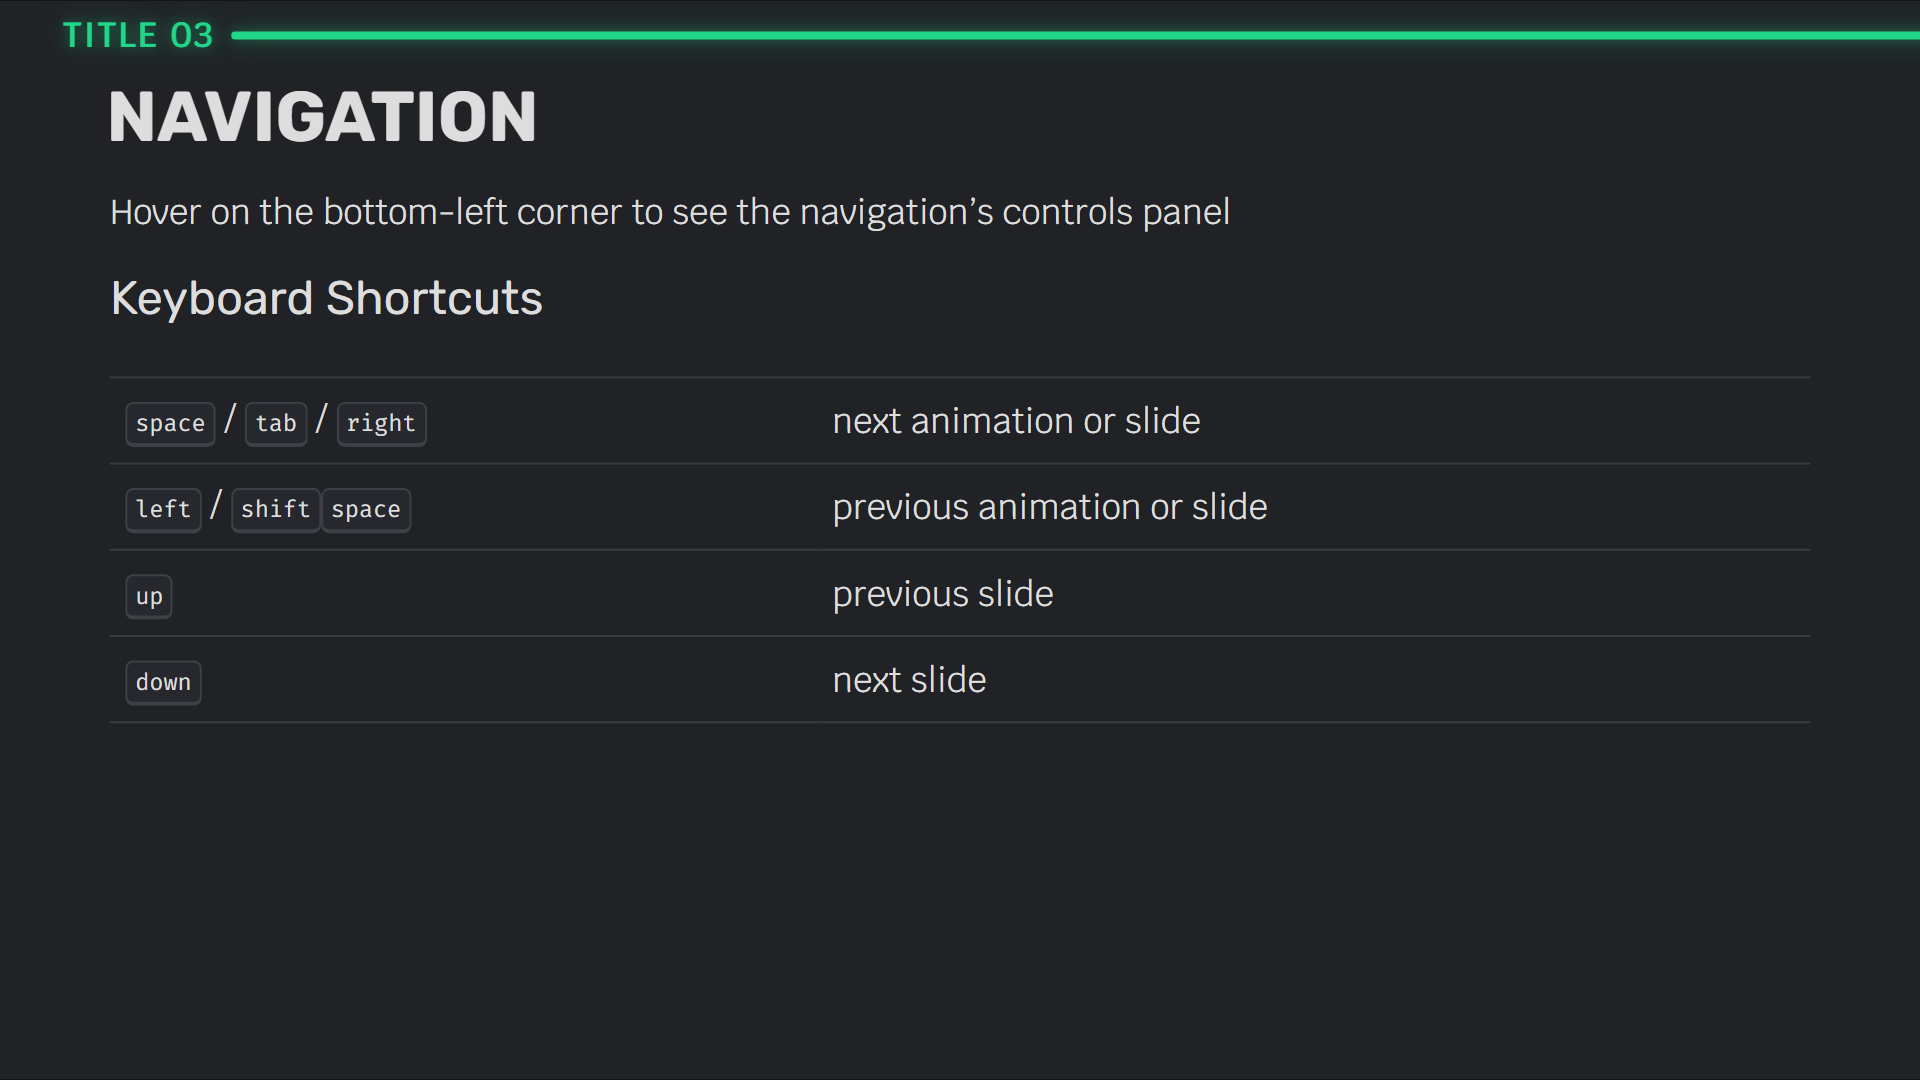 TITLE 03
NAVIGATION
Hover on the bottom-left corner to see the navigation’s controls panel
Keyboard Shortcuts
space / tab / right next animation or slide
left / shift space previous animation or slide
up previous slide
down next slide